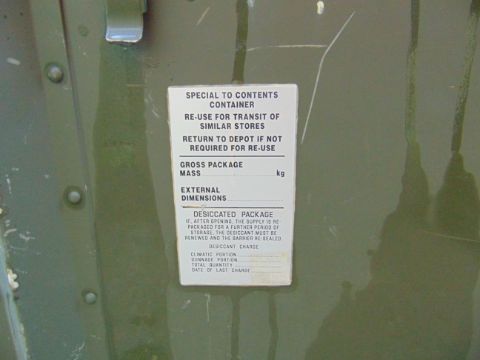 SPECIAL TO CONTENTS
CONTAINER
RE-USE FOR TRANSIT OF
SIMILAR STORES
RETURN TO DEPOT IF NOT
REQUIRED FOR RE-USE
GROSS PACKAGE
MASS kg
EXTERNAL
DIMENSIONS
DESICCATED PACKAGE
IF, AFTER OPENING, THE SUPPLY IS RE-
PACKAGED FOR A FURTHER PERIOD OF
STORAGE, THE DESICCANT MUST BE
RENEWED AND THE BARRIER RE-SEALED
DESICCANT CHARGE
CLIMATIC PORTION
DUNNAGE PORTION
TOTAL QUANTITY
DATE OF LAST CHARGE